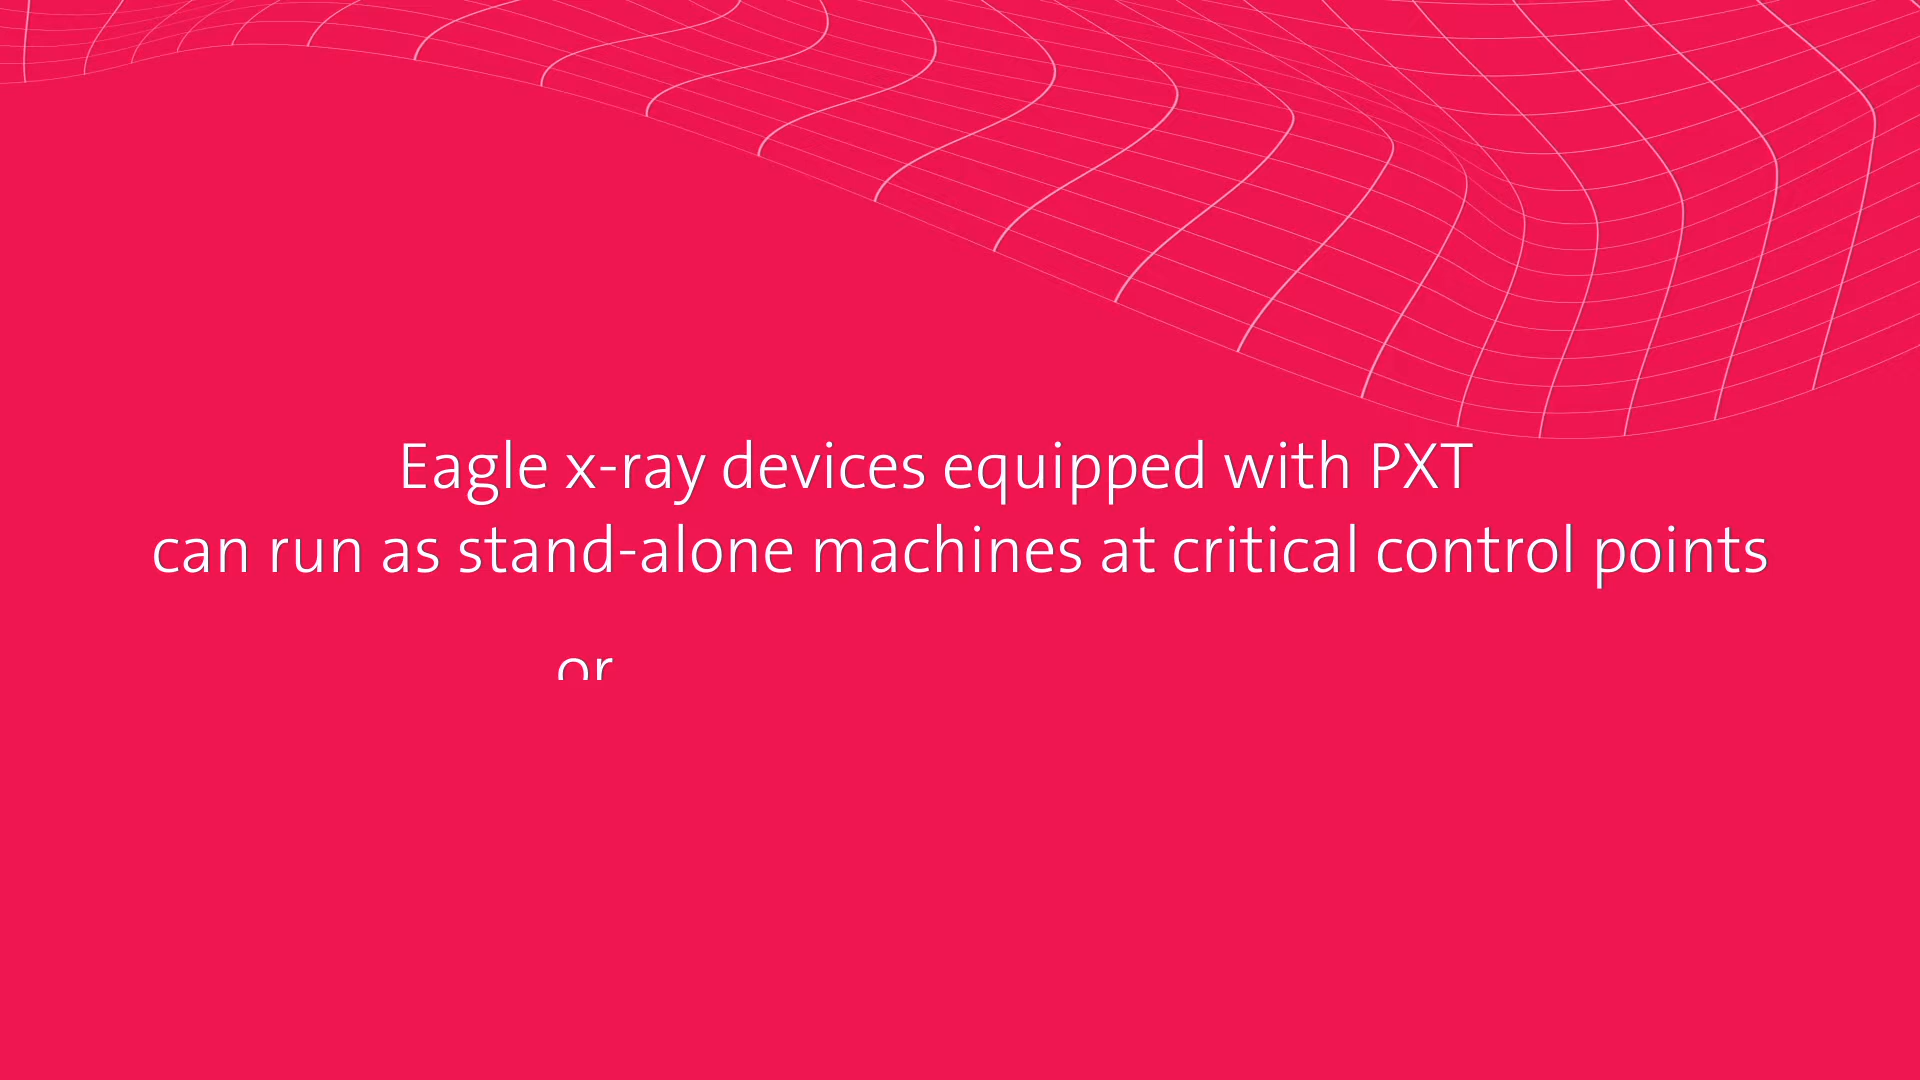 Eagle x-ray devices equipped with PXT
can run as stand-alone machines at critical control points
or